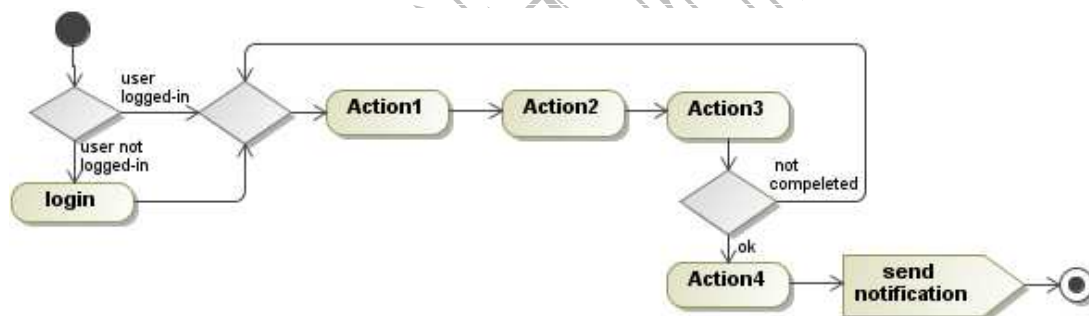 user
logged-in
user not
logged-in
login
Action1
Action2
Action3
not
compeleted
ok
Action4
send
notification